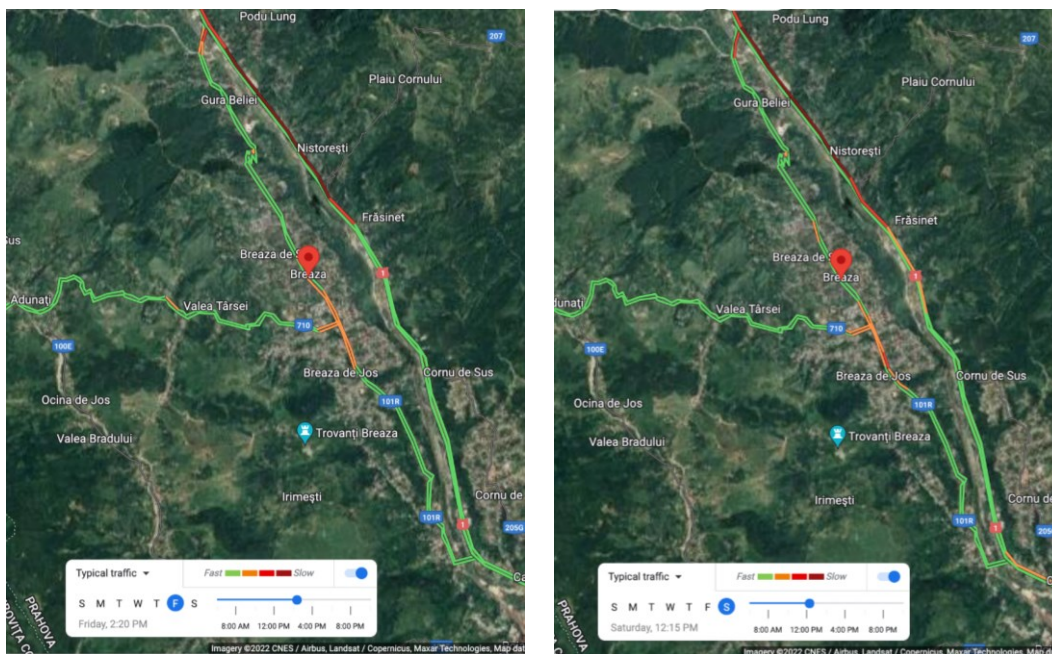 Podu Lung
207
Plaiu Cornului
Gura Beliei
Nistorești
Sus
Frăsinet
Breaza de S
Breaza
1
Adunați
Valea Târsei
710
100E
Breaza de Jos
Cornu de Sus
101R
Ocina de Jos
Valea Bradului
Trovanți Breaza
Irimești
Cornu de
101R
1
205G
Typical traffic
Fast
Slow
S M T W T F S
Friday, 2:20 PM
8:00 AM 12:00 PM 4:00 PM 8:00 PM
PRAHOVA
Imagery ©2022 CNES / Airbus, Landsat / Copernicus, Maxar Technologies, Map dat
Podu Lung
207
Plaiu Cornului
Gura Beliei
Nistorești
Frăsinet
Breaza de S
Breaza
1
dunați
Valea Târsei
710
100E
Breaza de Jos
Cornu de Sus
101R
Ocina de Jos
Valea Bradului
Trovanți Breaza
Irimești
Cornu d
101R
1
205
Typical traffic
Fast
Slow
S M T W T F S
Saturday, 12:15 PM
8:00 AM 12:00 PM 4:00 PM 8:00 PM
PRAHOVA
Imagery ©2022 CNES / Airbus, Landsat / Copernicus, Maxar Technologies, Map dat